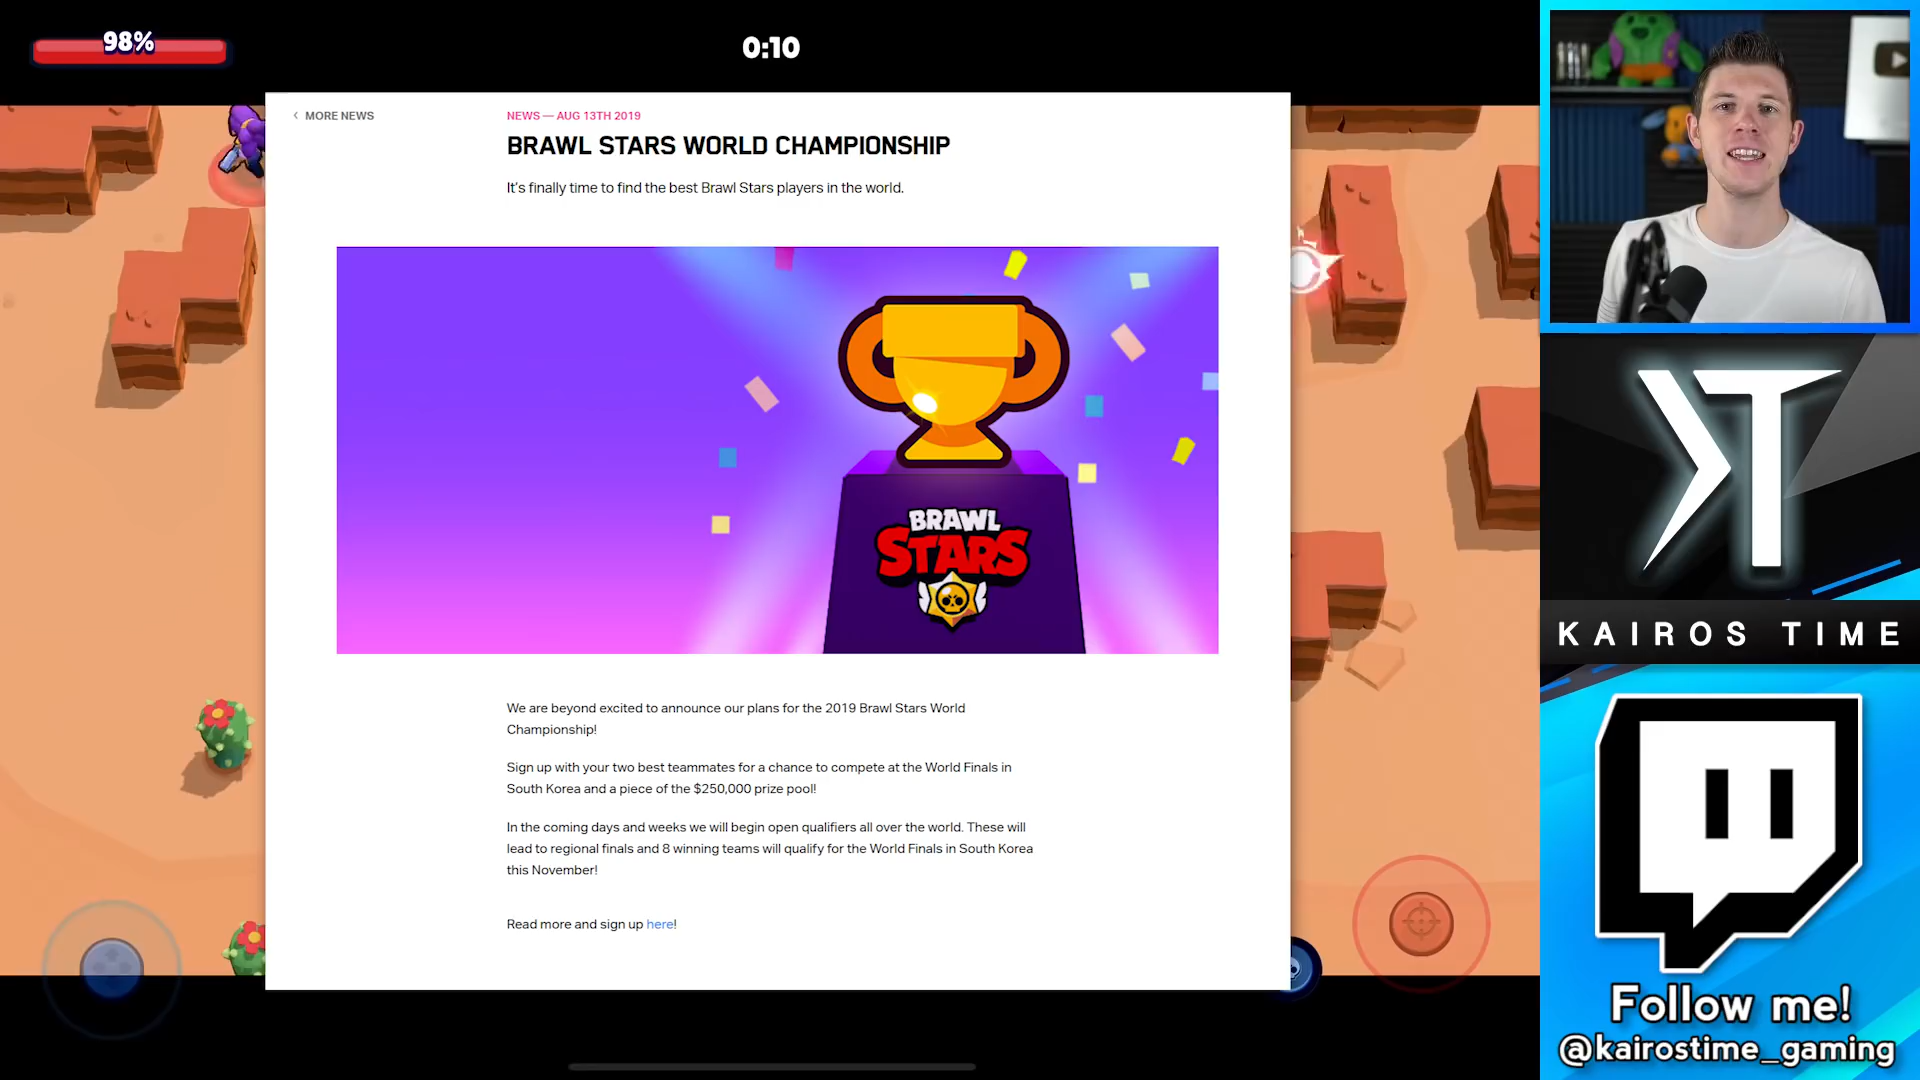 98%
0:10
MORE NEWS
NEWS — AUG 13TH 2019
BRAWL STARS WORLD CHAMPIONSHIP
It's finally time to find the best Brawl Stars players in the world.
BRAWL
STARS
We are beyond excited to announce our plans for the 2019 Brawl Stars World
Championship!
Sign up with your two best teammates for a chance to compete at the World Finals in
South Korea and a piece of the $250,000 prize pool!
In the coming days and weeks we will begin open qualifiers all over the world. These will
lead to regional finals and 8 winning teams will qualify for the World Finals in South Korea
this November!
Read more and sign up here!
KT
KAIROS TIME
Follow me!
@kairostime_gaming